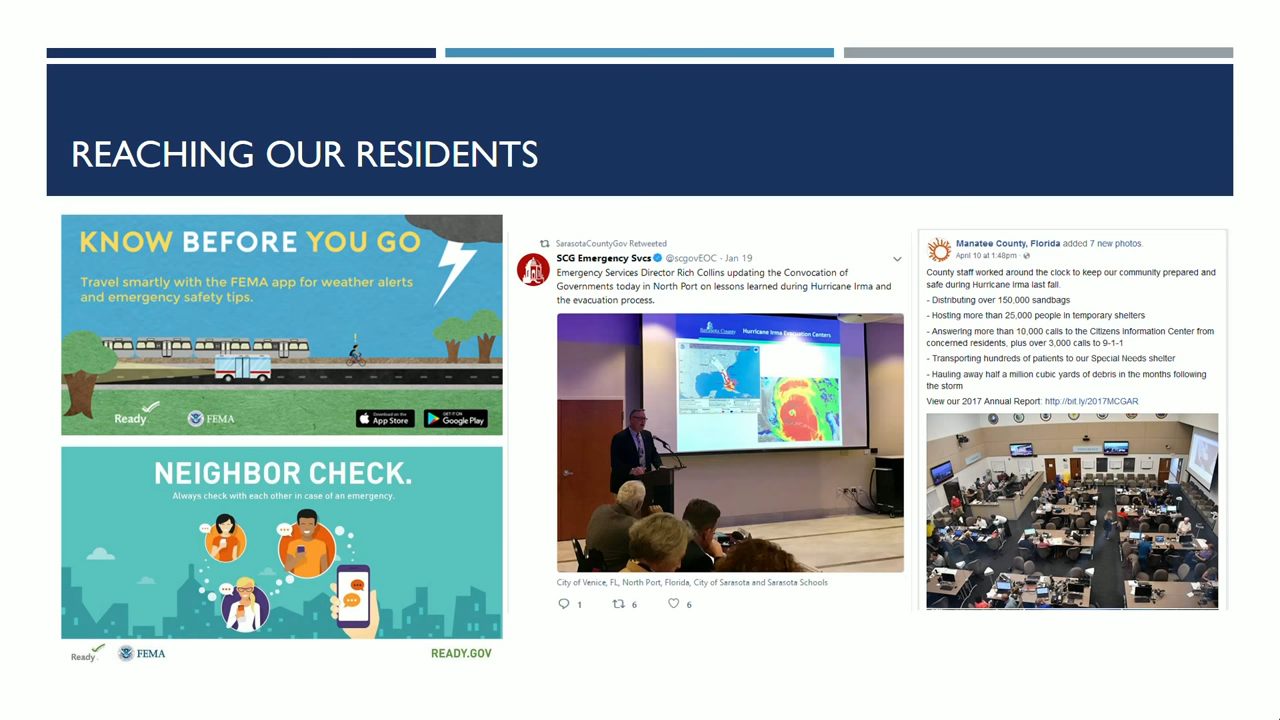 REACHING OUR RESIDENTS
KNOW BEFORE YOU GO
Travel smartly with the FEMA app for weather alerts
and emergency safety tips.
Ready
FEMA
Download on the
App Store
GET IT ON
Google Play
NEIGHBOR CHECK.
Always check with each other in case of an emergency.
Ready
FEMA
READY.GOV
SarasotaCountyGov Retweeted
SCG Emergency Svcs @scgovEOC · Jan 19
Emergency Services Director Rich Collins updating the Convocation of
Governments today in North Port on lessons learned during Hurricane Irma and
the evacuation process.
Sarasota County
Hurricane Irma Evacuation Centers
City of Venice, FL, North Port, Florida, City of Sarasota and Sarasota Schools
1 6 6
Manatee County, Florida added 7 new photos.
April 10 at 1:48pm ·
County staff worked around the clock to keep our community prepared and
safe during Hurricane Irma last fall.
- Distributing over 150,000 sandbags
- Hosting more than 25,000 people in temporary shelters
- Answering more than 10,000 calls to the Citizens Information Center from
concerned residents, plus over 3,000 calls to 9-1-1
- Transporting hundreds of patients to our Special Needs shelter
- Hauling away half a million cubic yards of debris in the months following
the storm
View our 2017 Annual Report: http://bit.ly/2017MCGAR